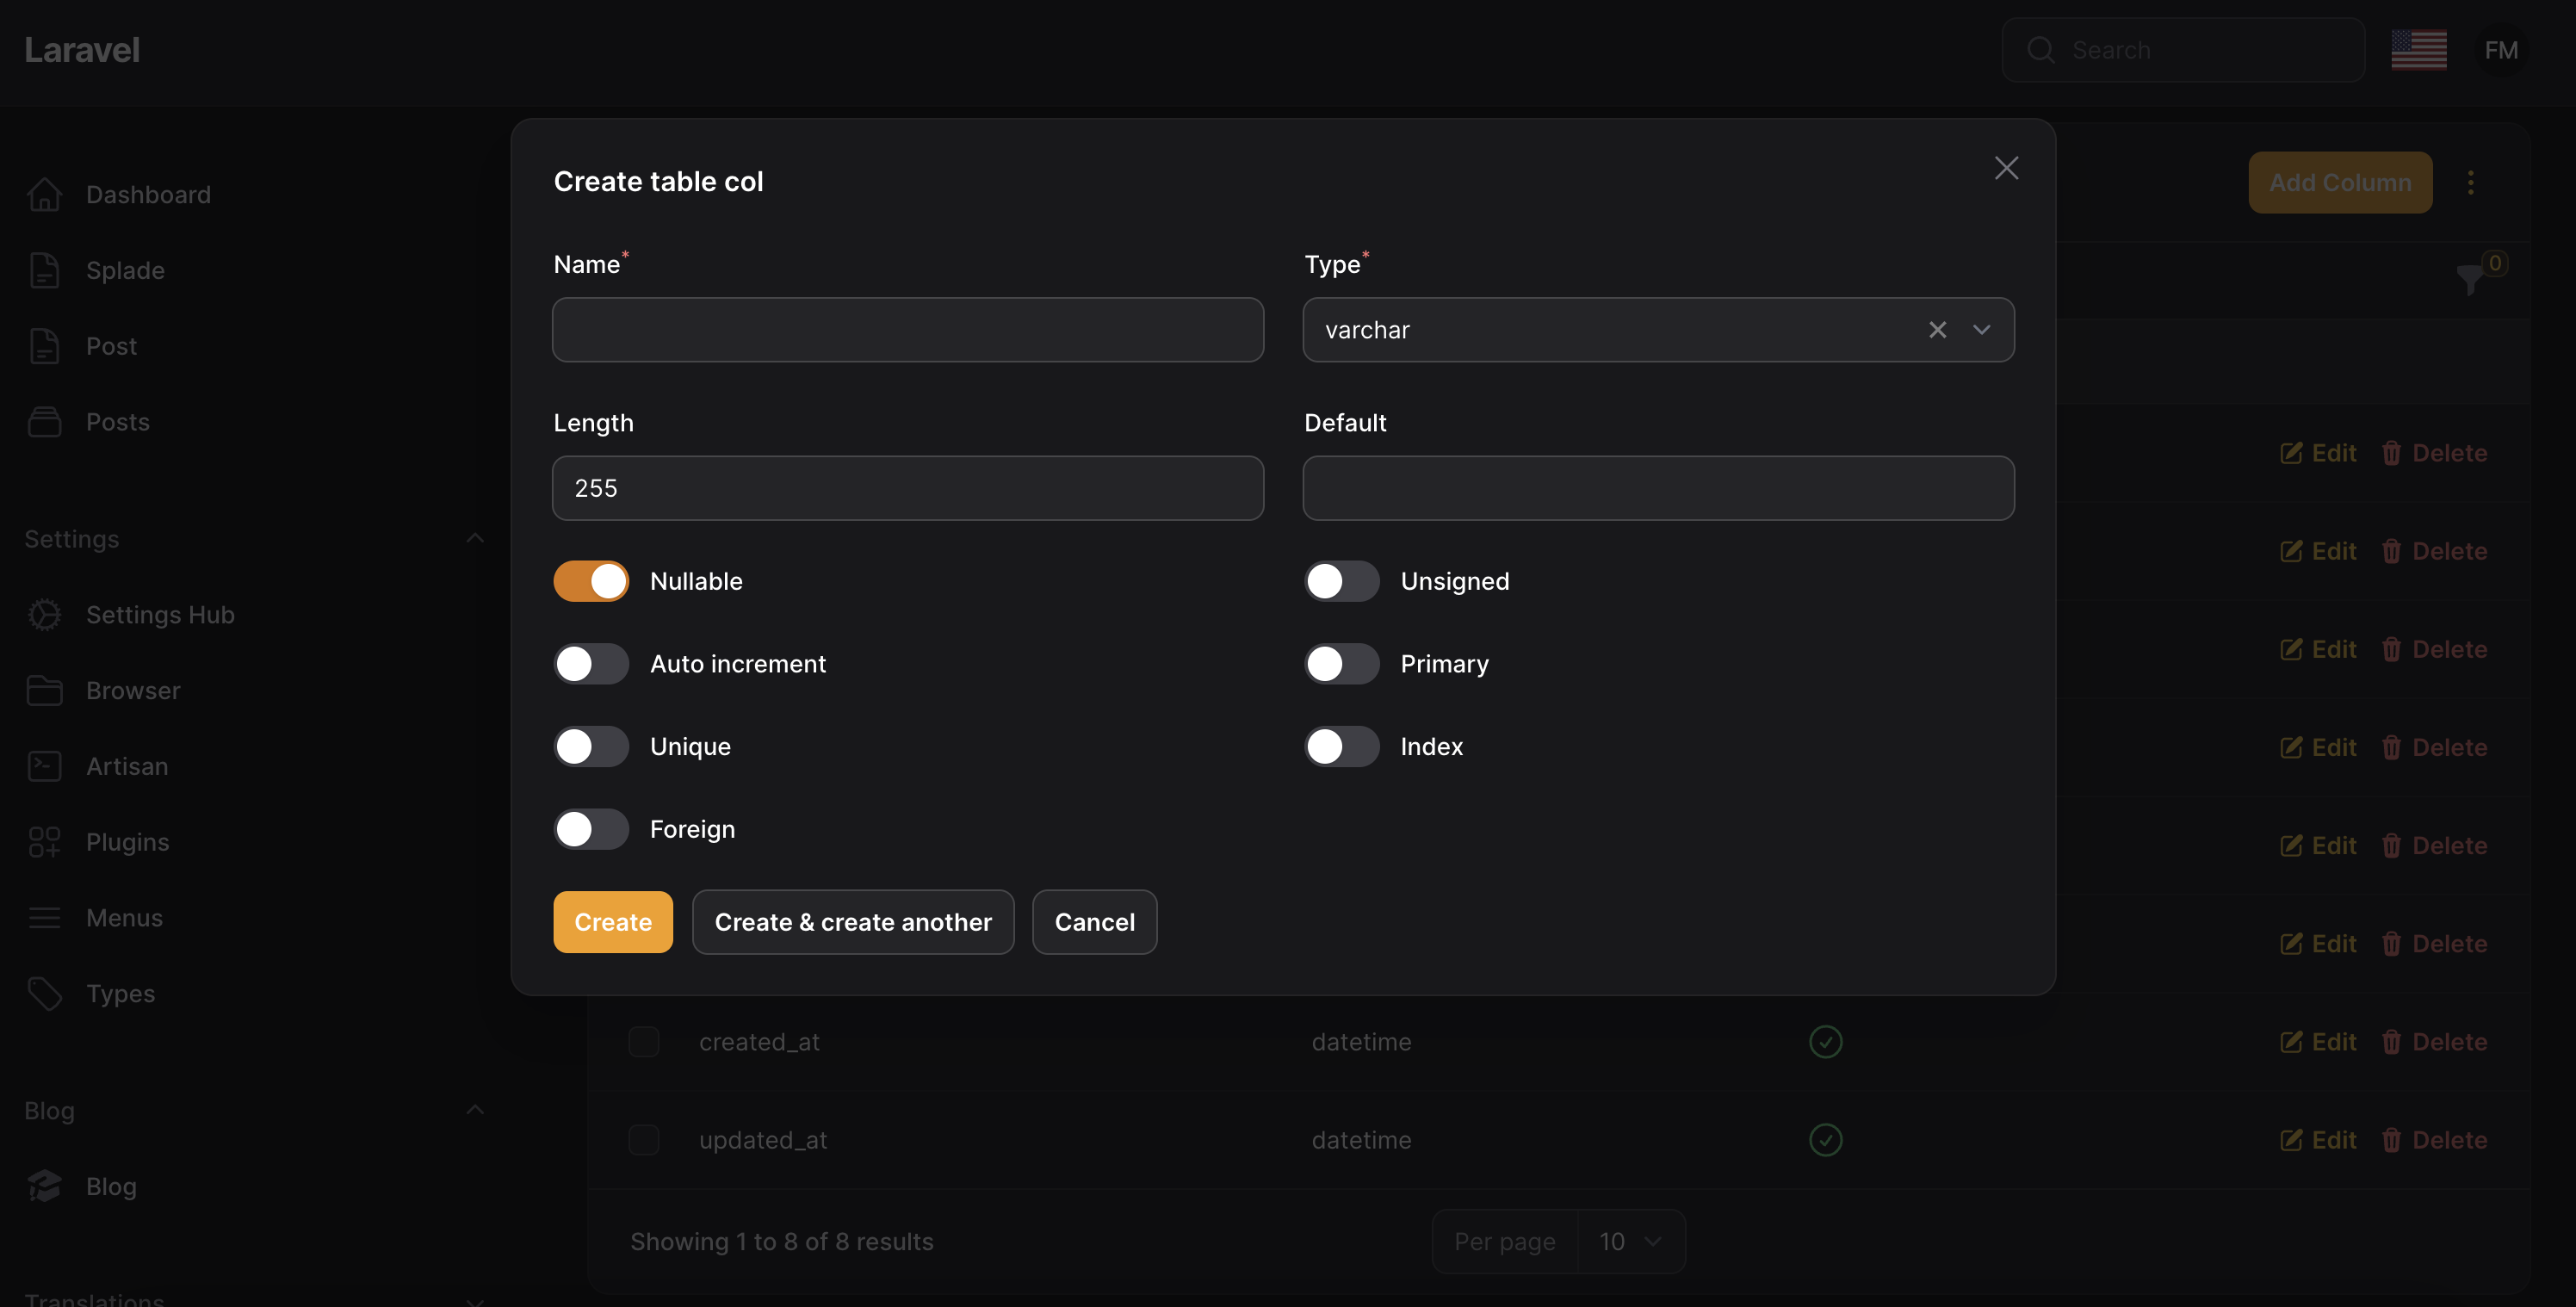 Laravel
Search
FM
Dashboard
Splade
Post
Posts
Settings
Settings Hub
Browser
Artisan
Plugins
Menus
Types
Blog
Blog
Translations
Create table col
Name*
Type*
varchar
Length
Default
255
Nullable
Unsigned
Auto increment
Primary
Unique
Index
Foreign
Create
Create & create another
Cancel
Add Column
0
Edit Delete
Edit Delete
Edit Delete
Edit Delete
Edit Delete
Edit Delete
created_at datetime Edit Delete
updated_at datetime Edit Delete
Showing 1 to 8 of 8 results
Per page 10